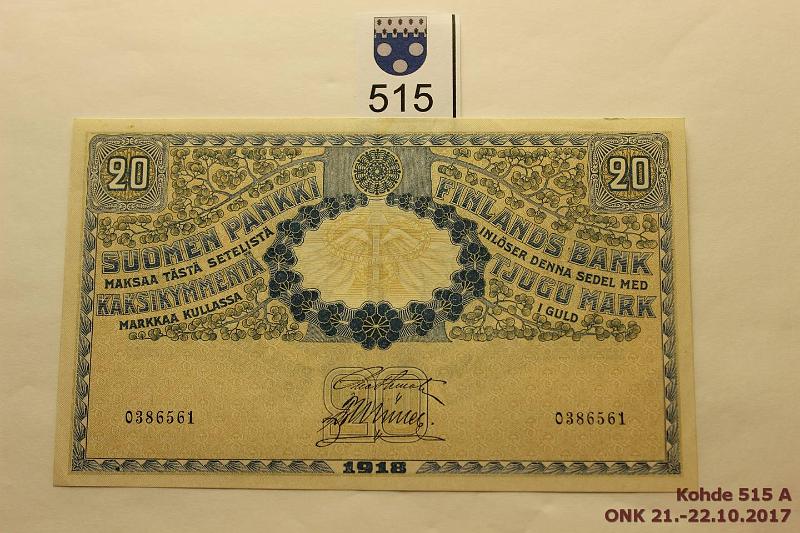 515
20
20
SUOMEN PANKKI
MAKSAA TÄSTÄ SETELISTÄ
KAKSIKYMMENTÄ
MARKKAA KULLASSA
FINLANDS BANK
INLÖSER DENNA SEDEL MED
TJUGU MARK
I GULD
20
0386561
0386561
1918
Kohde 515 A
ONK 21.-22.10.2017